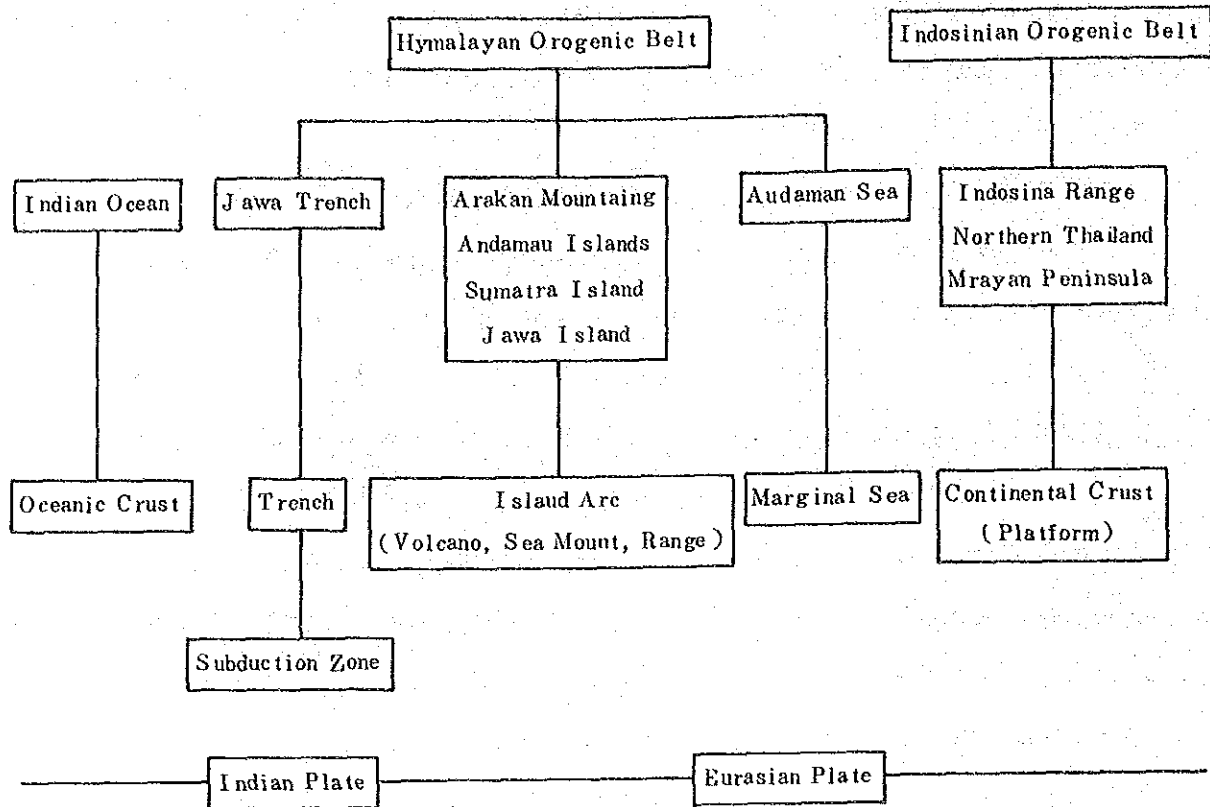 Hymalayan Orogenic Belt
Indosinian Orogenic Belt
Indian Ocean
Jawa Trench
Arakan Mountaing
Andamau Islands
Sumatra Island
Jawa Island
Audaman Sea
Indosina Range
Northern Thailand
Mrayan Peninsula
Oceanic Crust
Trench
Islaud Arc
(Volcano, Sea Mount, Range)
Marginal Sea
Continental Crust
(Platform)
Subduction Zone
Indian Plate
Eurasian Plate